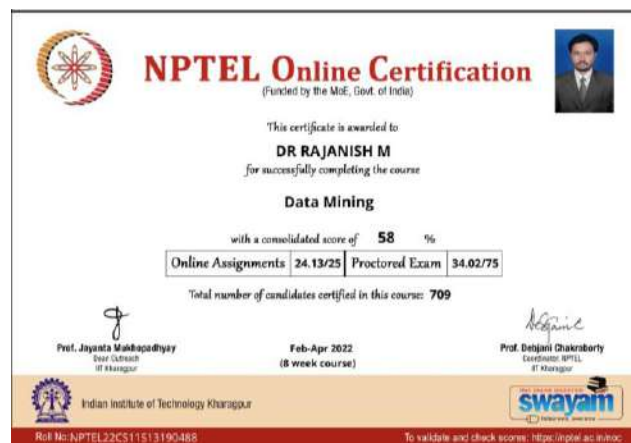 NPTEL Online Certification
(Funded by the MoE, Govt. of India)
This certificate is awarded to
DR RAJANISH M
for successfully completing the course
Data Mining
with a consolidated score of 58 %
Online Assignments 24.13/25 Proctored Exam 34.02/75
Total number of candidates certified in this course: 709
Prof. Jayanta Mukhopadhyay
Dean Outreach
IIT Kharagpur
Feb-Apr 2022
(8 week course)
Prof. Debjani Chakraborty
Coordinator, NPTEL
IIT Kharagpur
Indian Institute of Technology Kharagpur
swayam
Roll No: NPTEL22CS11S13190488
To validate and check scores: https://nptel.ac.in/noc